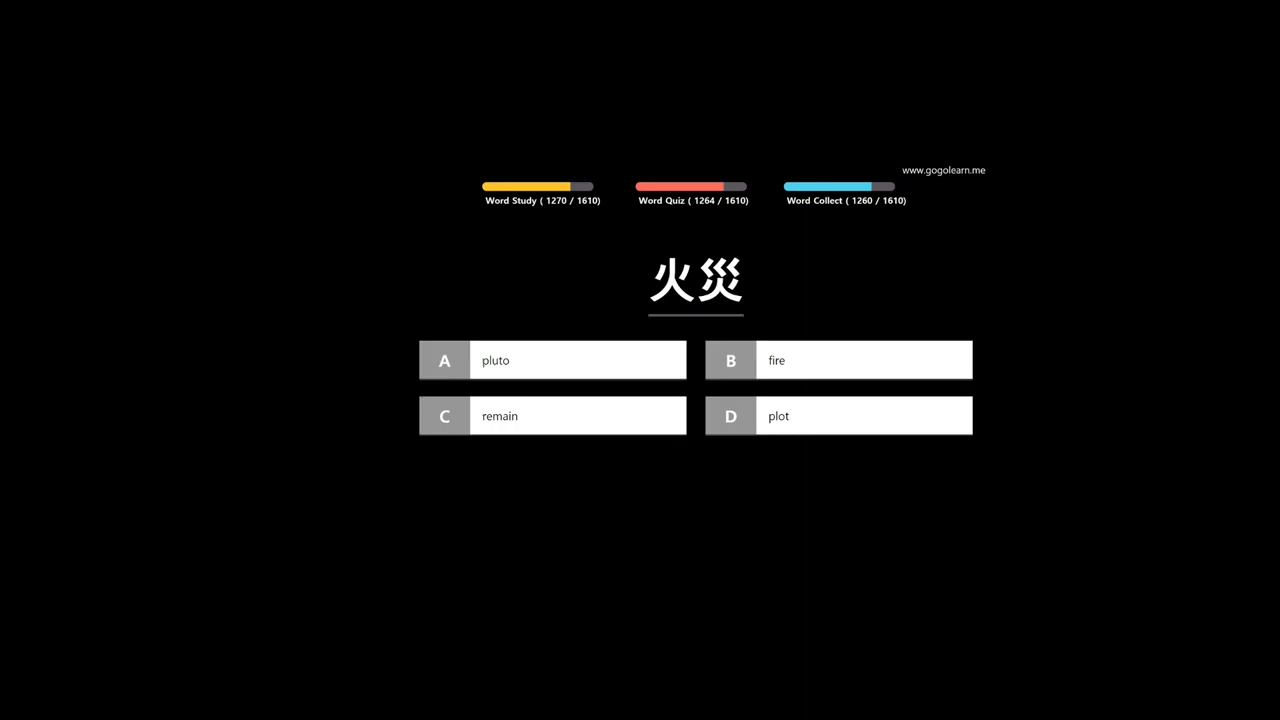 www.gogolearn.me
Word Study ( 1270 / 1610)
Word Quiz ( 1264 / 1610)
Word Collect ( 1260 / 1610)
火災
A pluto
B fire
C remain
D plot